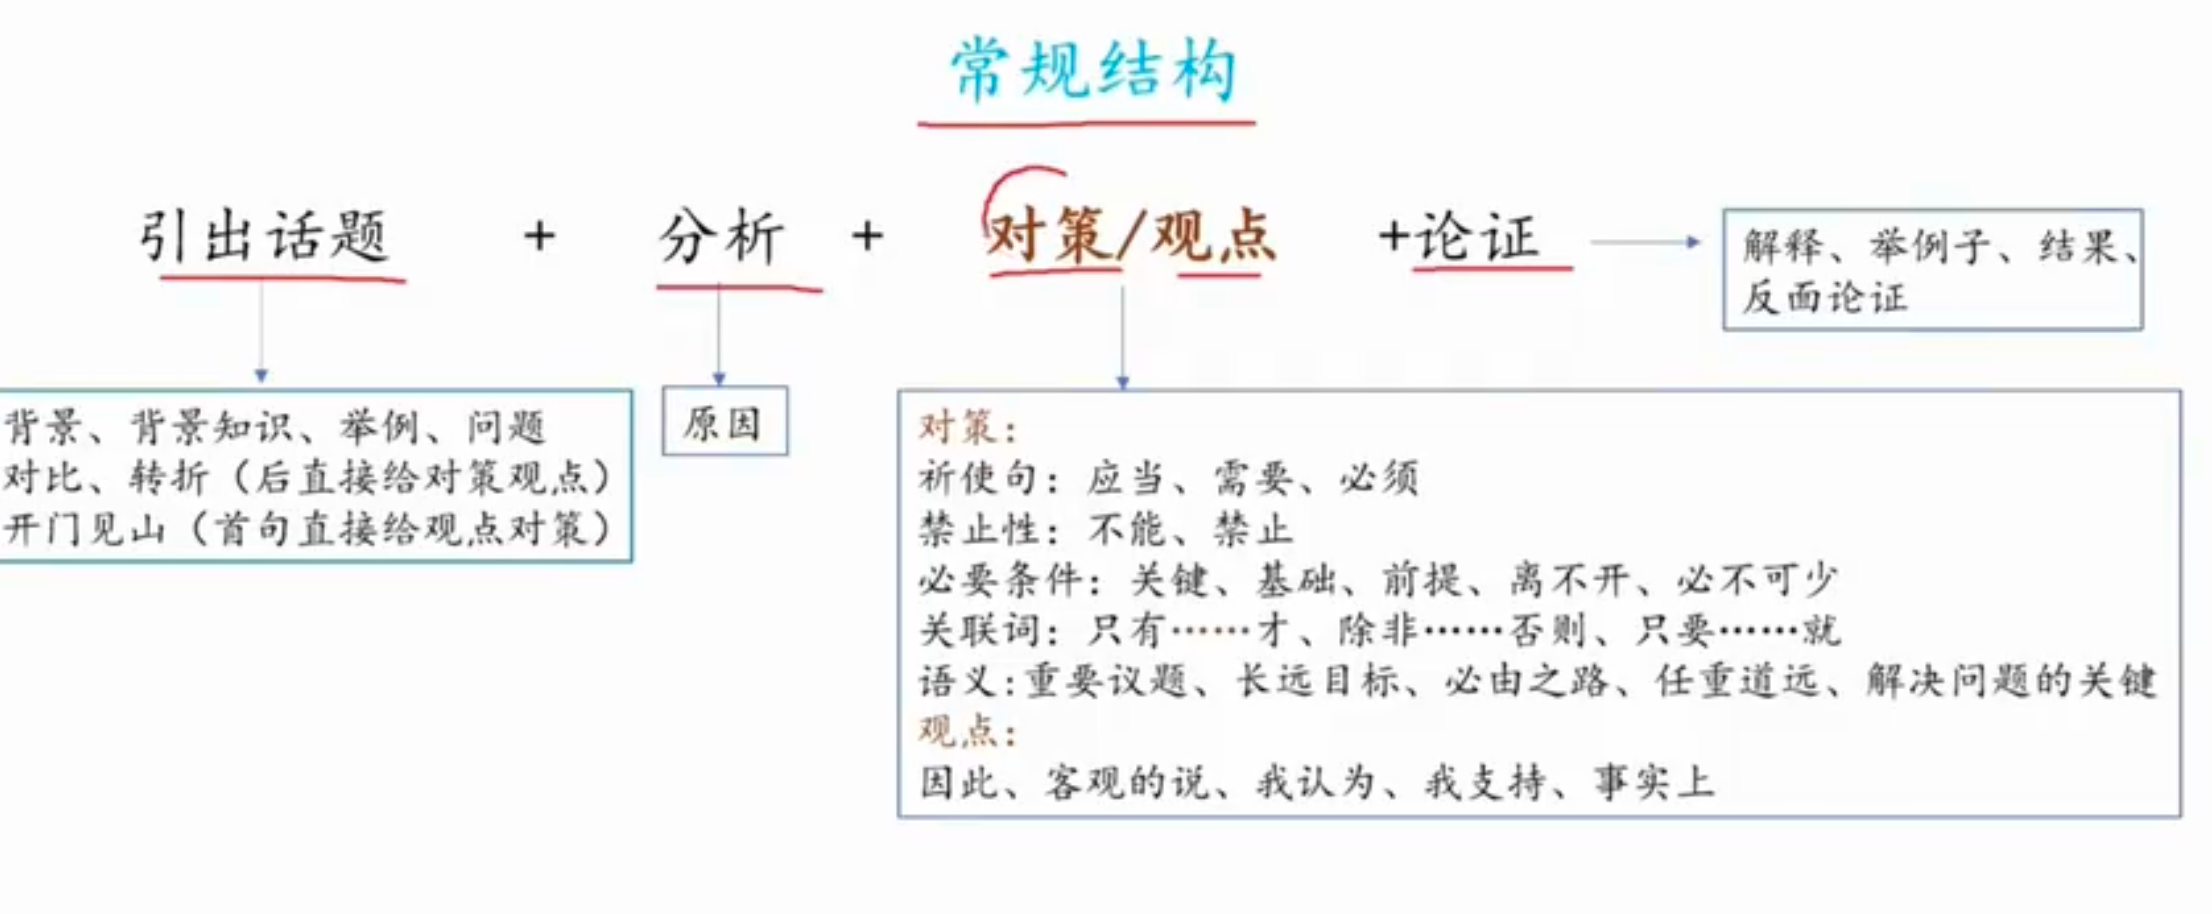 常规结构
引出话题 + 分析 + 对策/观点 +论证
解释、举例子、结果、
反面论证
背景、背景知识、举例、问题
对比、转折（后直接给对策观点）
开门见山（首句直接给观点对策）
原因
对策：
祈使句：应当、需要、必须
禁止性：不能、禁止
必要条件：关键、基础、前提、离不开、必不可少
关联词：只有……才、除非……否则、只要……就
语义:重要议题、长远目标、必由之路、任重道远、解决问题的关键
观点：
因此、客观的说、我认为、我支持、事实上